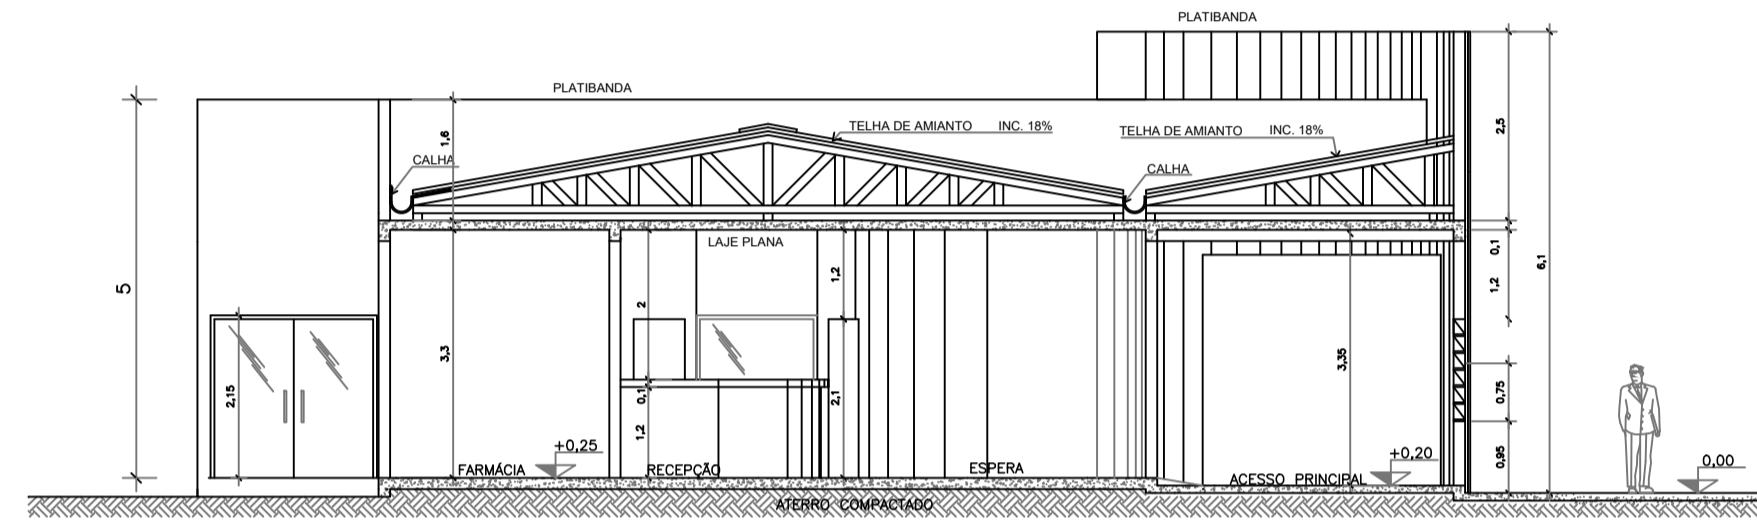 PLATIBANDA
PLATIBANDA
TELHA DE AMIANTO INC. 18%
TELHA DE AMIANTO INC. 18%
CALHA
CALHA
1,6
2,5
LAJE PLANA
5
2
1,2
0,1
1,2
6,1
3,3
3,35
2,15
0,1
2,1
0,75
1,2
0,95
+0,25
+0,20
0,00
FARMÁCIA
RECEPÇÃO
ESPERA
ACESSO PRINCIPAL
ATERRO COMPACTADO